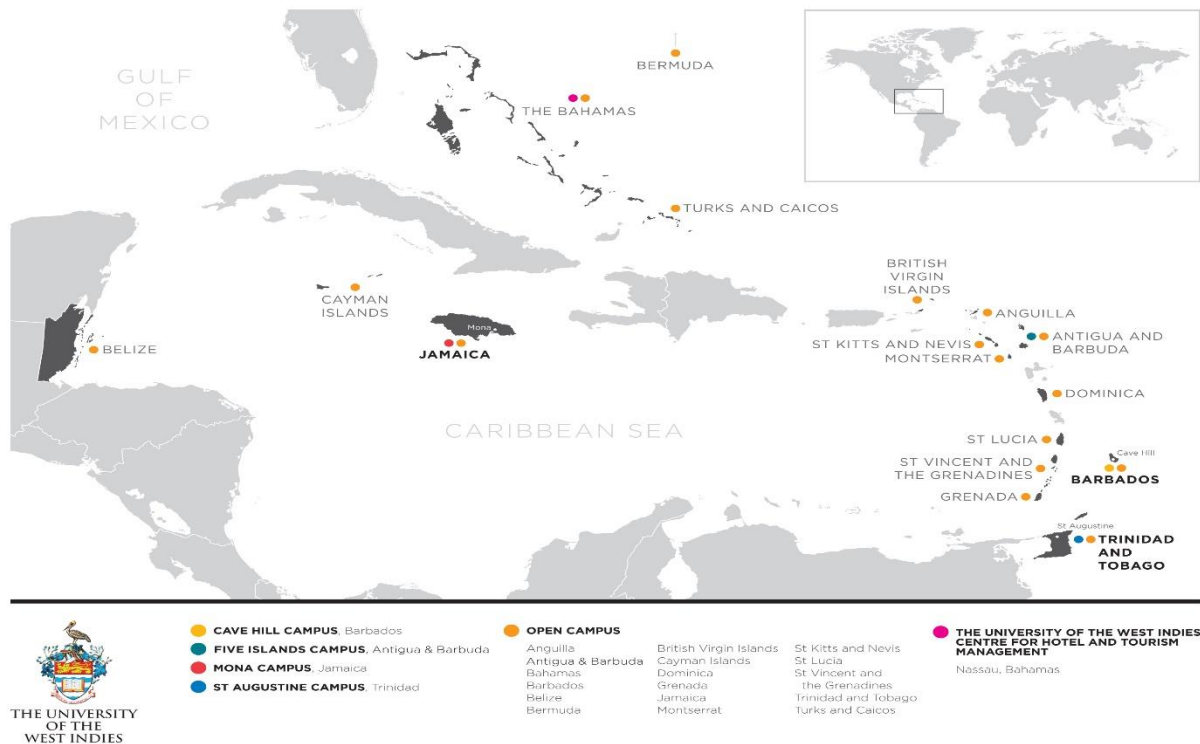 GULF
OF
MEXICO
BERMUDA
THE BAHAMAS
TURKS AND CAICOS
CAYMAN
ISLANDS
Mona
JAMAICA
BELIZE
BRITISH
VIRGIN
ISLANDS
ANGUILLA
ST KITTS AND NEVIS
ANTIGUA AND
BARBUDA
MONTSERRAT
DOMINICA
CARIBBEAN SEA
ST LUCIA
Cave Hill
ST VINCENT AND
THE GRENADINES
BARBADOS
GRENADA
St Augustine
TRINIDAD
AND
TOBAGO
THE UNIVERSITY
OF THE
WEST INDIES
CAVE HILL CAMPUS, Barbados
FIVE ISLANDS CAMPUS, Antigua & Barbuda
MONA CAMPUS, Jamaica
ST AUGUSTINE CAMPUS, Trinidad
OPEN CAMPUS
Anguilla
Antigua & Barbuda
Bahamas
Barbados
Belize
Bermuda
British Virgin Islands
Cayman Islands
Dominica
Grenada
Jamaica
Montserrat
St Kitts and Nevis
St Lucia
St Vincent and
the Grenadines
Trinidad and Tobago
Turks and Caicos
THE UNIVERSITY OF THE WEST INDIES
CENTRE FOR HOTEL AND TOURISM
MANAGEMENT
Nassau, Bahamas